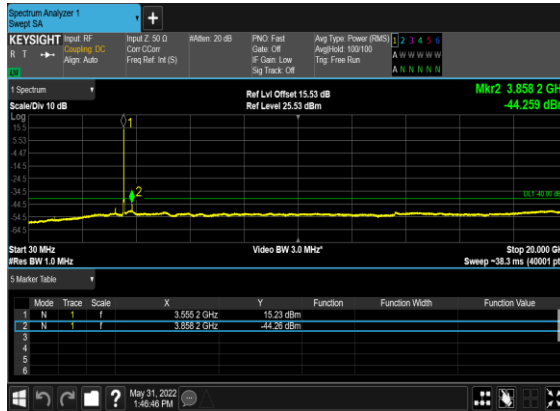 Spectrum Analyzer 1
Swept SA
+
KEYSIGHT Input: RF
R T Coupling: DC
Align: Auto
LXI
Input Z: 50 Ω
Corr CCorr
Freq Ref: Int (S)
#Atten: 20 dB
PNO: Fast
Gate: Off
IF Gain: Low
Sig Track: Off
Avg Type: Power (RMS)
Avg|Hold: 100/100
Trig: Free Run
1 2 3 4 5 6
A W W W W W
A N N N N N
1 Spectrum
Scale/Div 10 dB
Ref Lvl Offset 15.53 dB
Ref Level 25.53 dBm
Mkr2 3.858 2 GHz
-44.259 dBm
Log
15.5
5.53
-4.47
-14.5
-24.5
-34.5
-44.5
-54.5
-64.5
1
2
DL1 -40.00 dB
Start 30 MHz
#Res BW 1.0 MHz
Video BW 3.0 MHz*
Stop 20.000 GH
Sweep ~38.3 ms (40001 pt
5 Marker Table
Mode Trace Scale X Y Function Function Width Function Value
1 N 1 f 3.555 2 GHz 15.23 dBm
2 N 1 f 3.858 2 GHz -44.26 dBm
3
4
5
6
?
May 31, 2022
1:46:46 PM